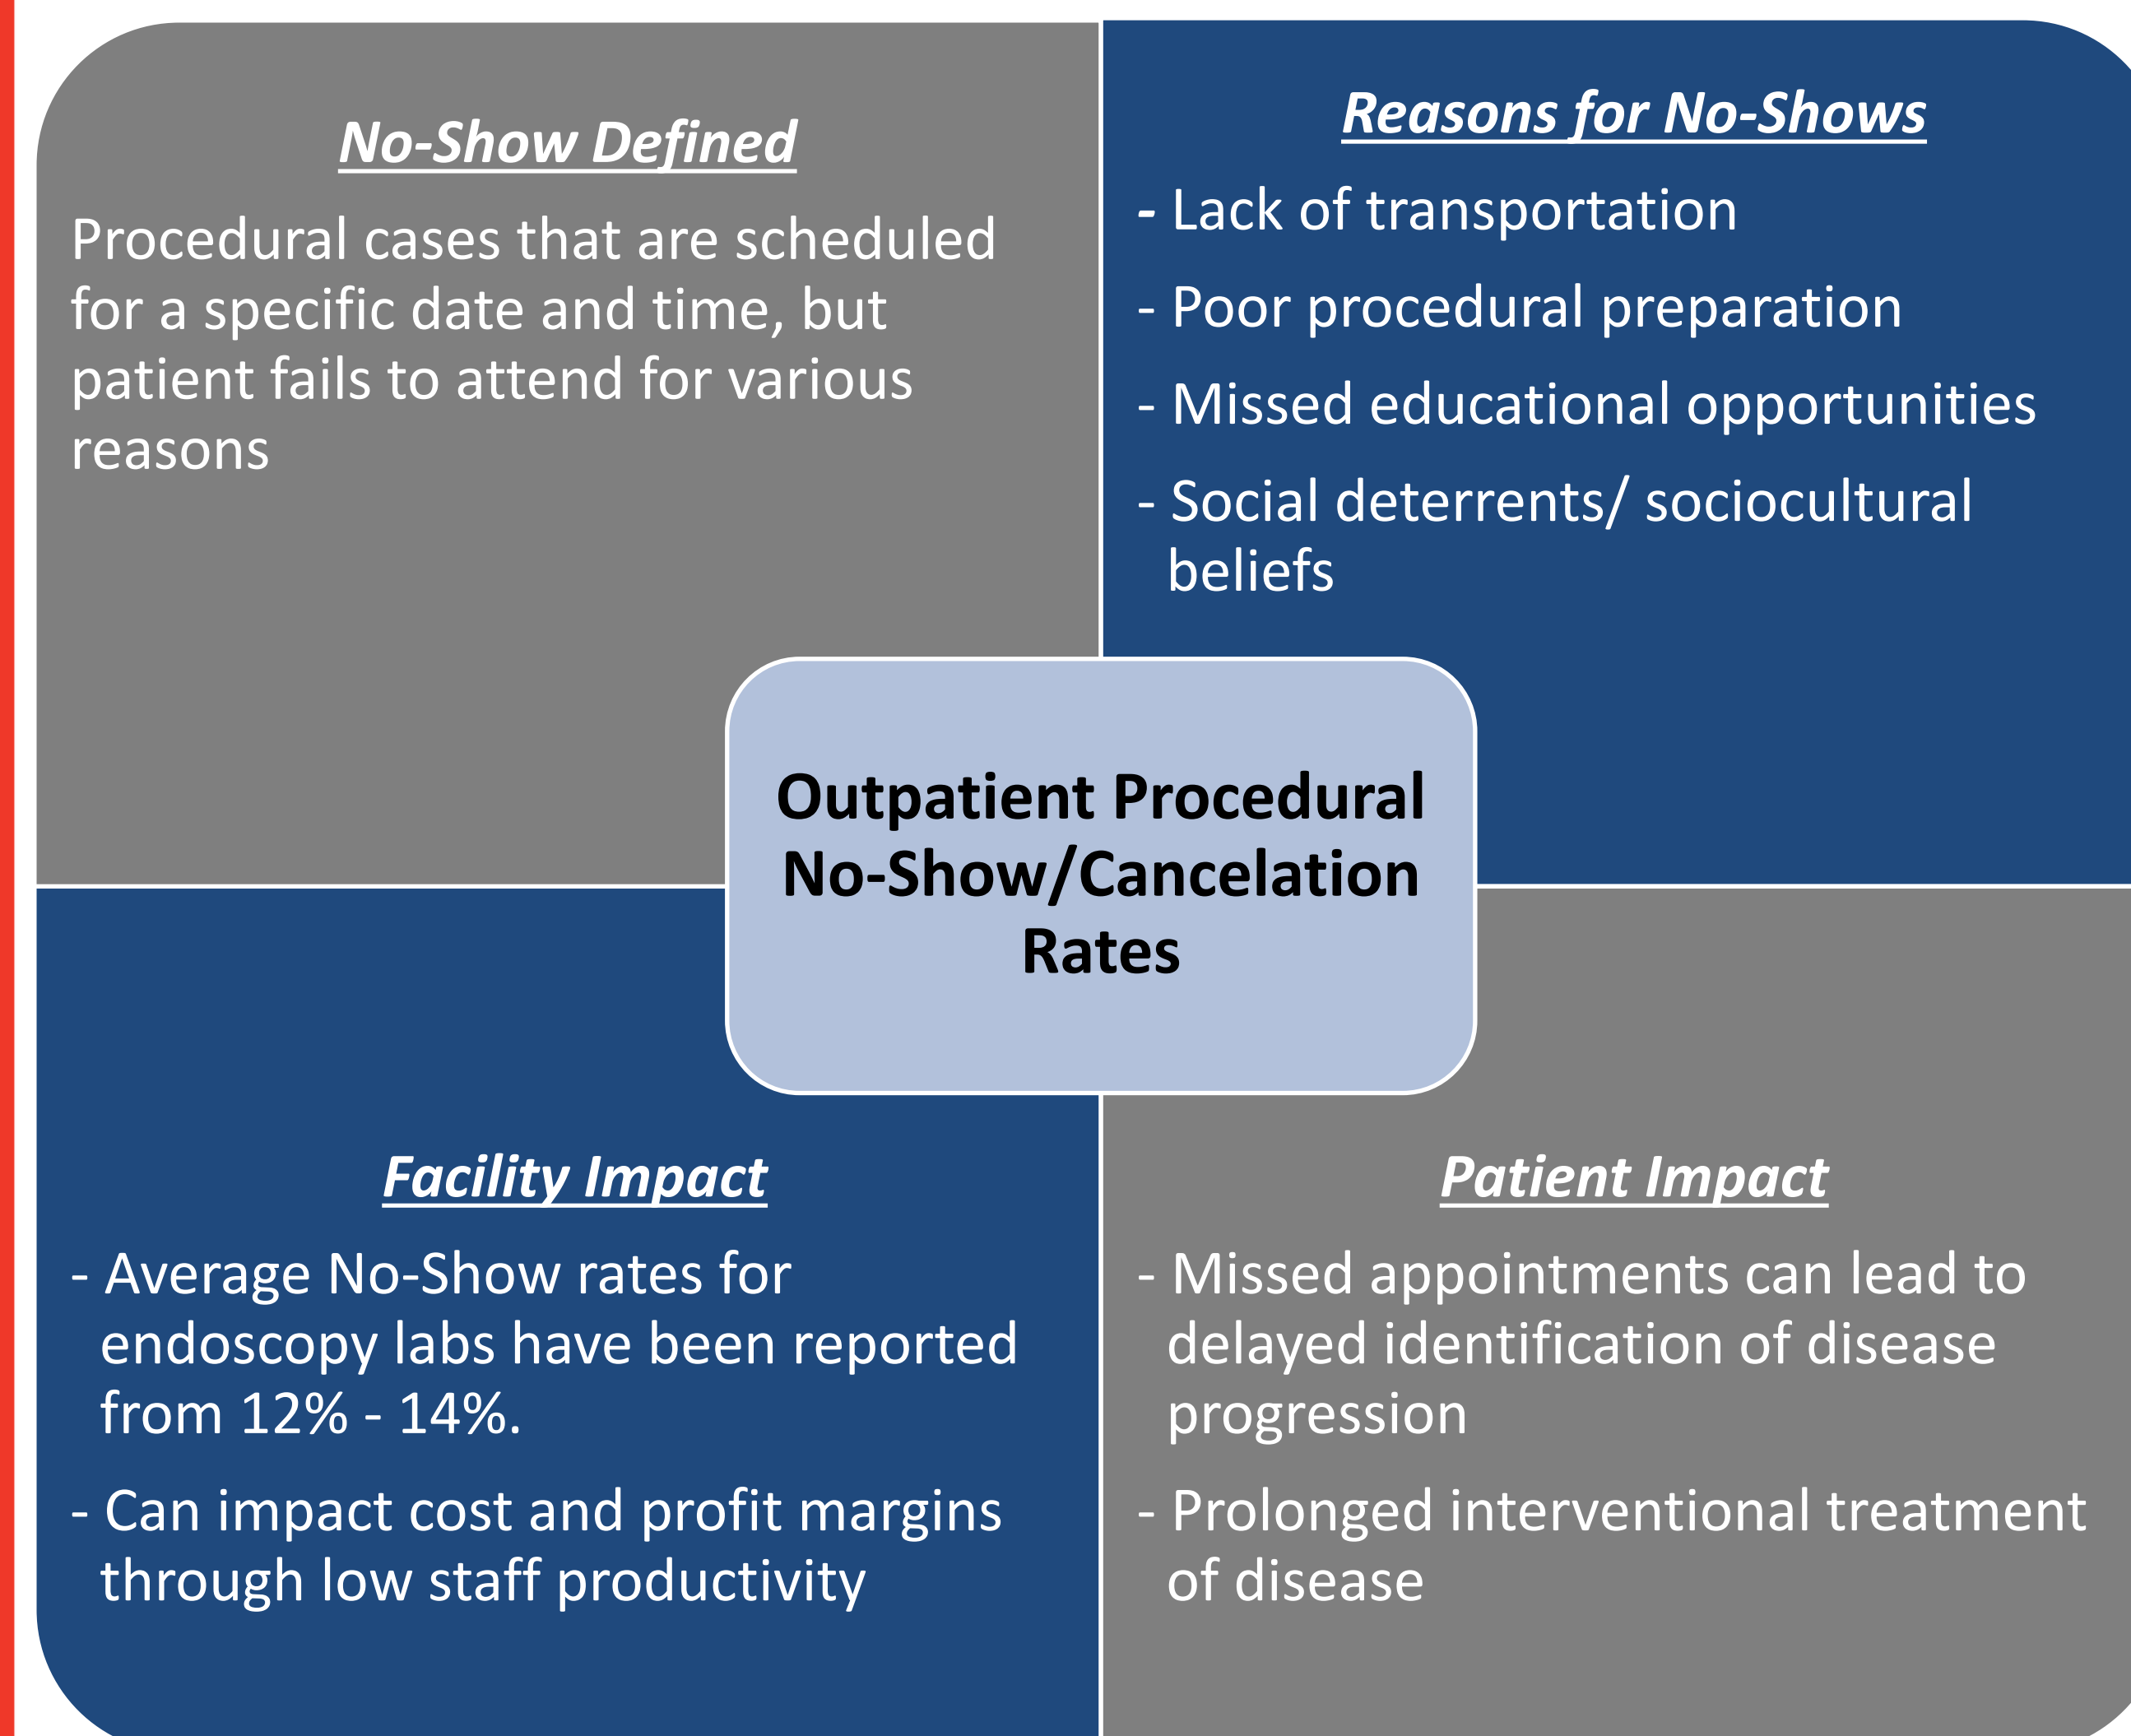 No-Show Defined
Procedural cases that are scheduled
for a specific date and time, but
patient fails to attend for various
reasons
Reasons for No-Shows
- Lack of transportation
- Poor procedural preparation
- Missed educational opportunities
- Social deterrents/ sociocultural
beliefs
Outpatient Procedural
No-Show/Cancelation
Rates
Facility Impact
- Average No-Show rates for
endoscopy labs have been reported
from 12% - 14%.
- Can impact cost and profit margins
through low staff productivity
Patient Impact
- Missed appointments can lead to
delayed identification of disease
progression
- Prolonged interventional treatment
of disease